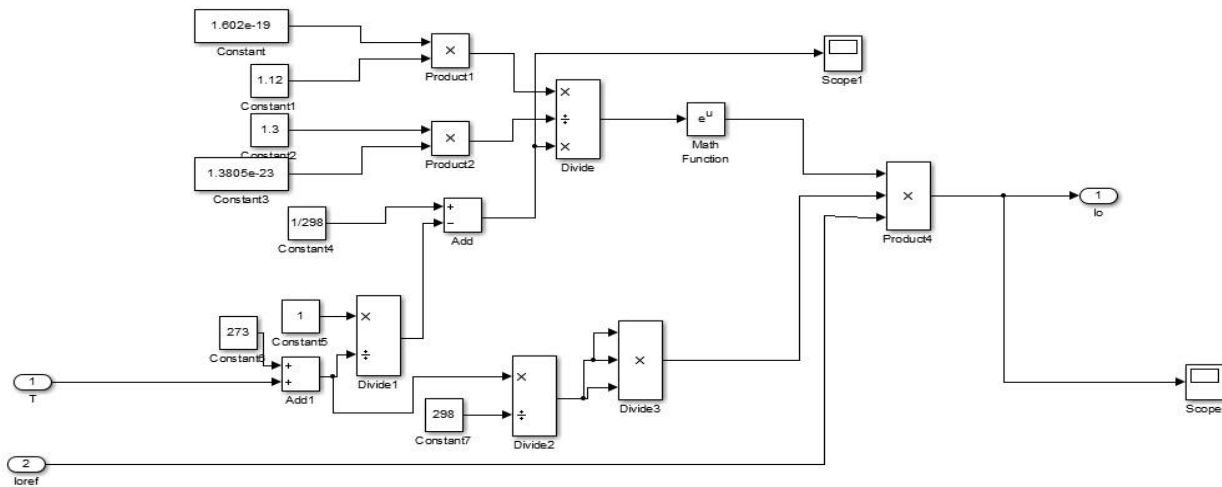 1.602e-19
Constant
×
Product1
Scope1
1.12
Constant1
×
÷
×
Divide
e^u
Math
Function
1.3
Constant2
×
Product2
1.3805e-23
Constant3
1/298
Constant4
+
−
Add
×
Product4
1
Io
1
Constant5
×
÷
Divide1
273
Constant6
+
+
Add1
1
T
×
÷
Divide2
×
Divide3
298
Constant7
Scope
2
Ioref